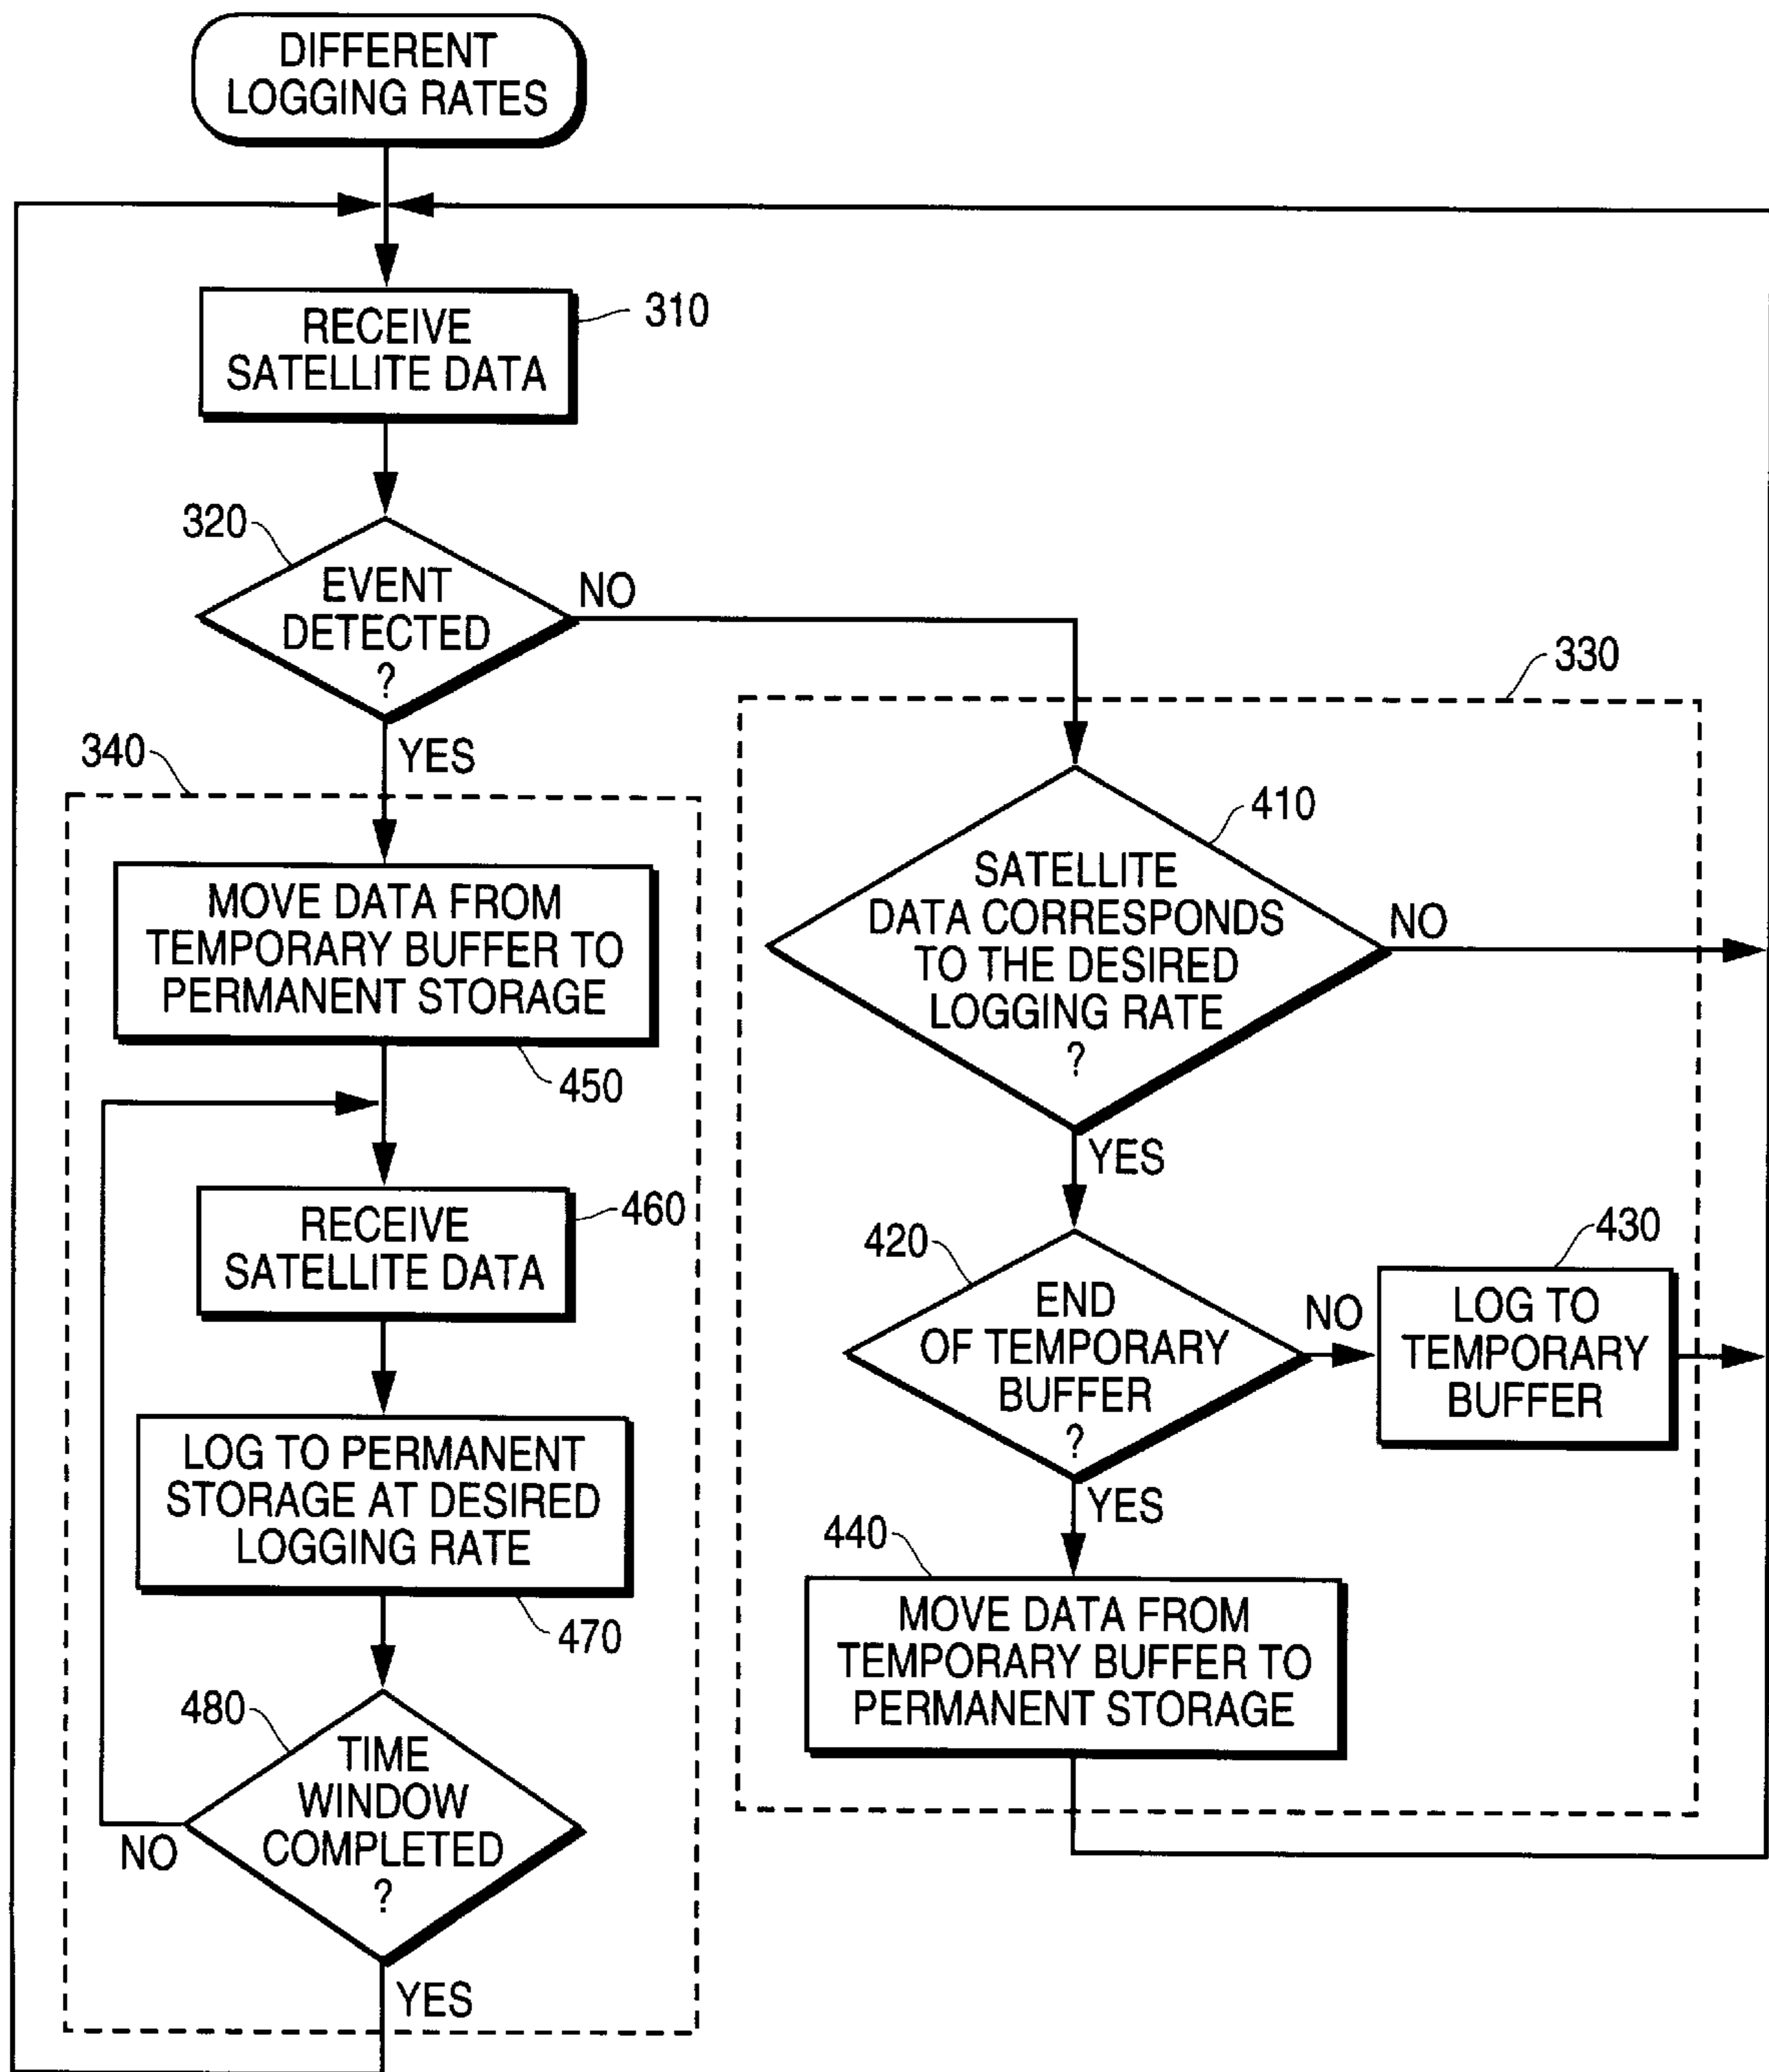 DIFFERENT
LOGGING RATES
RECEIVE
SATELLITE DATA
310
320
EVENT
DETECTED
?
NO
YES
330
340
MOVE DATA FROM
TEMPORARY BUFFER TO
PERMANENT STORAGE
450
RECEIVE
SATELLITE DATA
460
LOG TO PERMANENT
STORAGE AT DESIRED
LOGGING RATE
470
480
TIME
WINDOW
COMPLETED
?
NO
YES
410
SATELLITE
DATA CORRESPONDS
TO THE DESIRED
LOGGING RATE
?
NO
YES
420
END
OF TEMPORARY
BUFFER
?
NO
430
LOG TO
TEMPORARY
BUFFER
YES
440
MOVE DATA FROM
TEMPORARY BUFFER TO
PERMANENT STORAGE